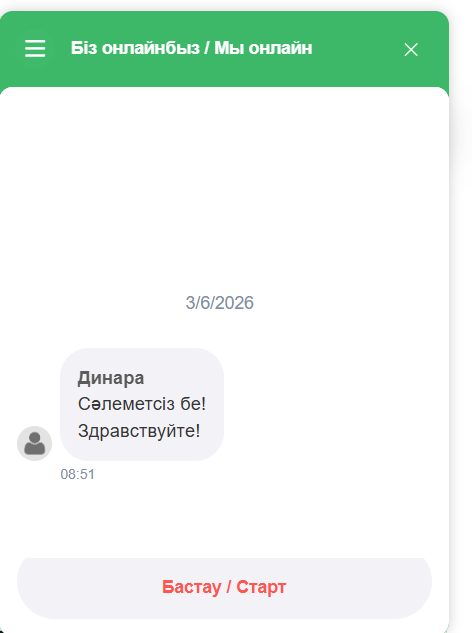 Біз онлайнбыз / Мы онлайн
3/6/2026
Динара
Сәлеметсіз бе!
Здравствуйте!
08:51
Бастау / Старт